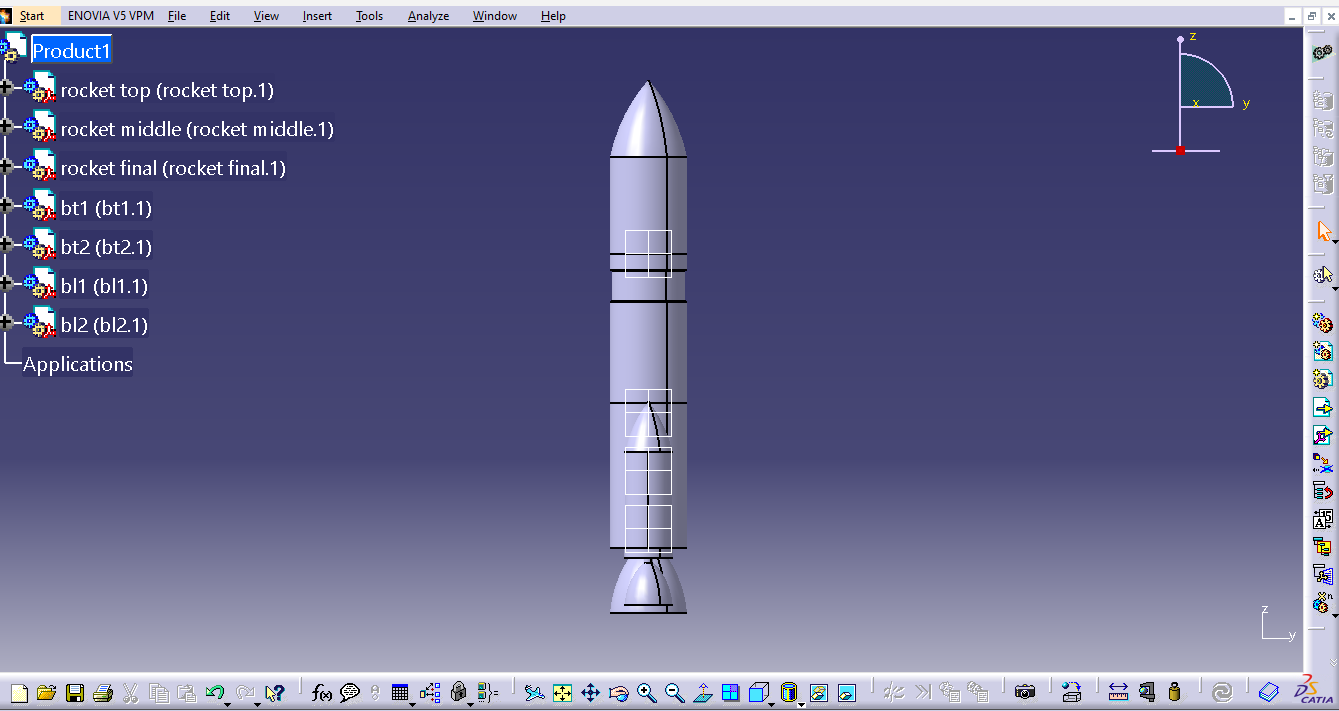 Start ENOVIA V5 VPM File Edit View Insert Tools Analyze Window Help
Product1
rocket top (rocket top.1)
rocket middle (rocket middle.1)
rocket final (rocket final.1)
bt1 (bt1.1)
bt2 (bt2.1)
bl1 (bl1.1)
bl2 (bl2.1)
Applications
z
x
y
z
y
f(x)
CATIA